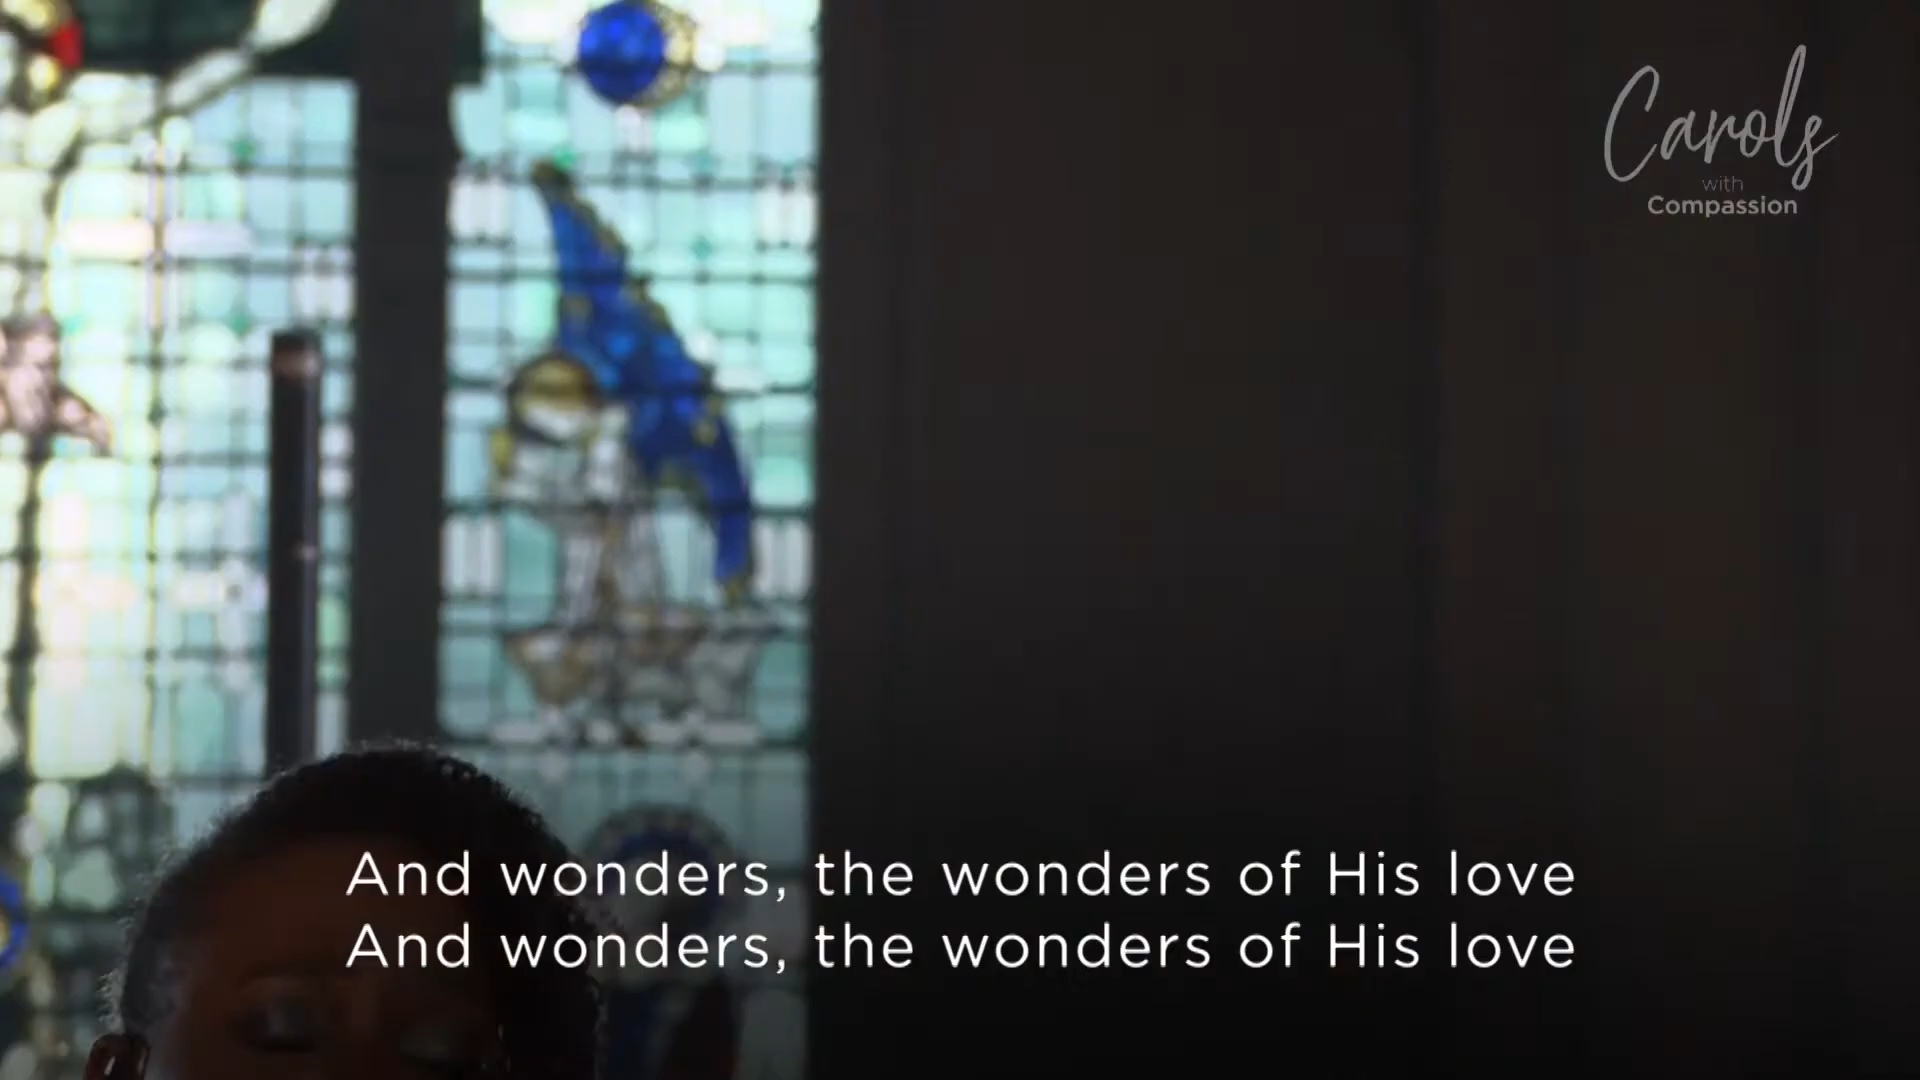 Carols
with
Compassion
And wonders, the wonders of His love
And wonders, the wonders of His love